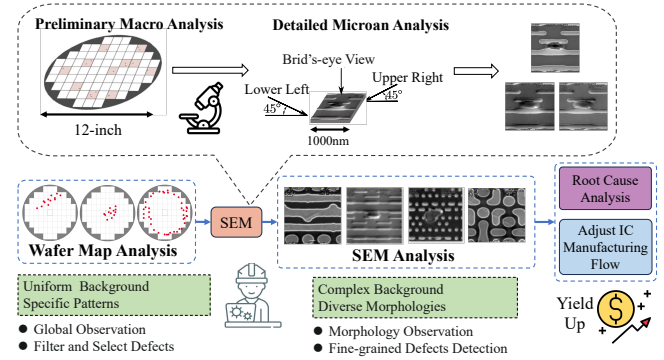 Preliminary Macro Analysis
Detailed Microan Analysis
Brid's-eye View
Lower Left
Upper Right
45°
45°
12-inch
1000nm
Wafer Map Analysis
SEM
SEM Analysis
Root Cause
Analysis
Adjust IC
Manufacturing
Flow
Uniform Background
Specific Patterns
● Global Observation
● Filter and Select Defects
Complex Background
Diverse Morphologies
● Morphology Observation
● Fine-grained Defects Detection
Yield
Up
$